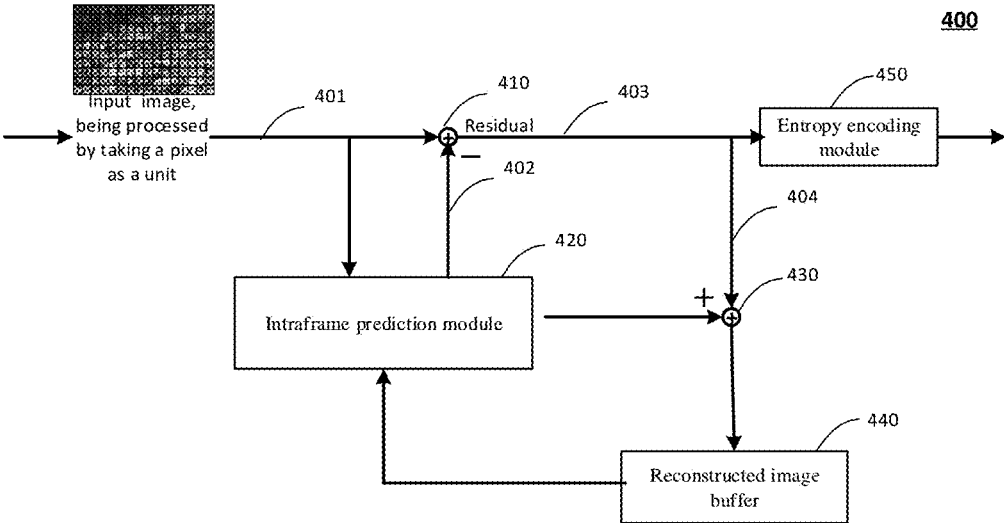 400
Input image,
being processed
by taking a pixel
as a unit
401
410
Residual
403
450
Entropy encoding
module
−
402
404
420
Intraframe prediction module
+
430
440
Reconstructed image
buffer